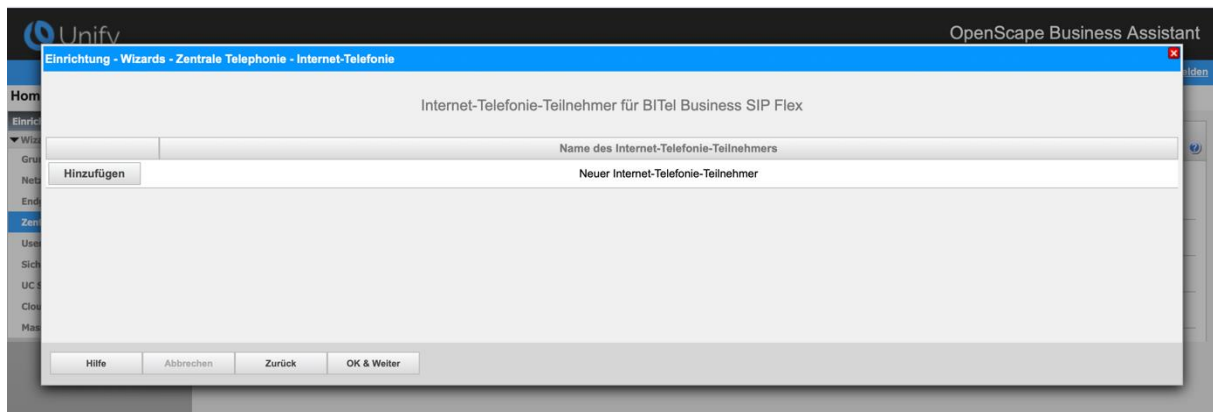 Unify
OpenScape Business Assistant
Einrichtung - Wizards - Zentrale Telephonie - Internet-Telefonie
Internet-Telefonie-Teilnehmer für BITel Business SIP Flex
Name des Internet-Telefonie-Teilnehmers
Hinzufügen Neuer Internet-Telefonie-Teilnehmer
Hilfe Abbrechen Zurück OK & Weiter